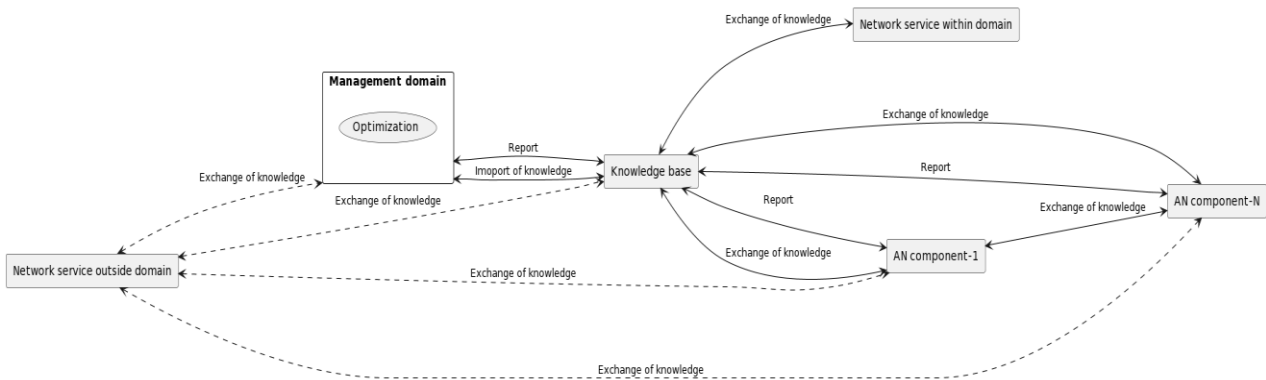 Exchange of knowledge
Network service within domain
Management domain
Optimization
Exchange of knowledge
Report
Knowledge base
Imoport of knowledge
Report
Exchange of knowledge
Exchange of knowledge
Report
AN component-N
Exchange of knowledge
Exchange of knowledge
AN component-1
Network service outside domain
Exchange of knowledge
Exchange of knowledge